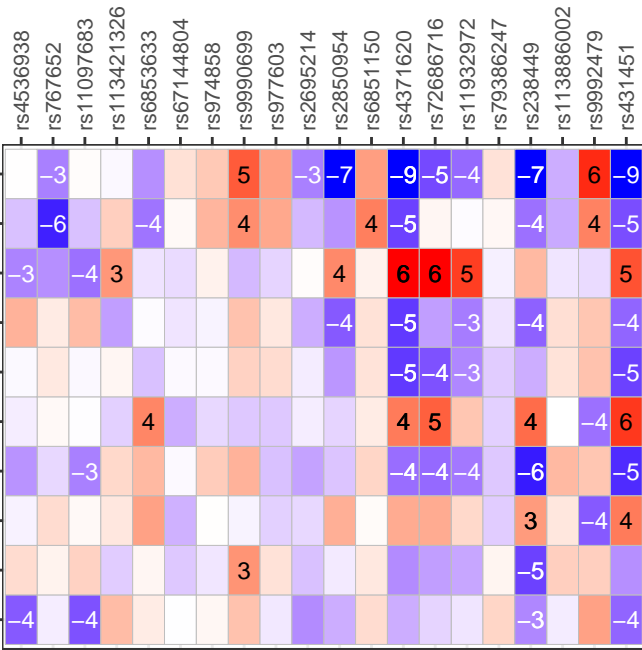 rs4536938
rs767652
rs11097683
rs113421326
rs6853633
rs67144804
rs974858
rs9990699
rs977603
rs2695214
rs2850954
rs6851150
rs4371620
rs72686716
rs11932972
rs79386247
rs238449
rs113886002
rs9992479
rs431451
−3 5 −3 −7 −9 −5 −4 −7 6 −9
−6 −4 4 4 −5 −4 4 −5
−3 −4 3 4 6 6 5 5
−4 −5 −3 −4 −4
−5 −4 −3 −5
4 4 5 4 −4 6
−3 −4 −4 −4 −6 −5
3 −4 4
3 −5
−4 −4 −3 −4